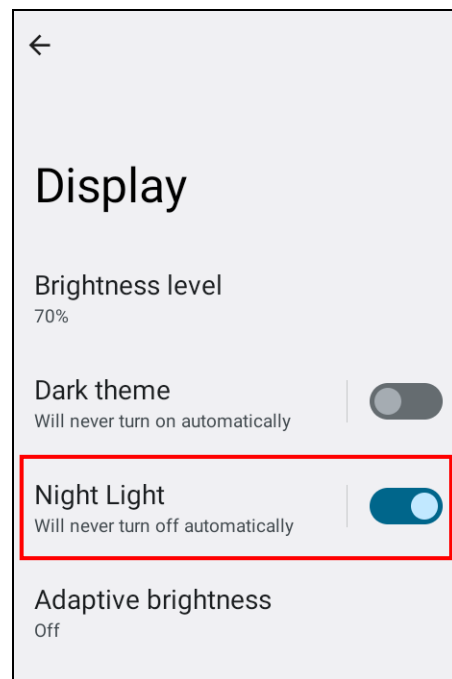 Display
Brightness level
70%
Dark theme
Will never turn on automatically
Night Light
Will never turn off automatically
Adaptive brightness
Off